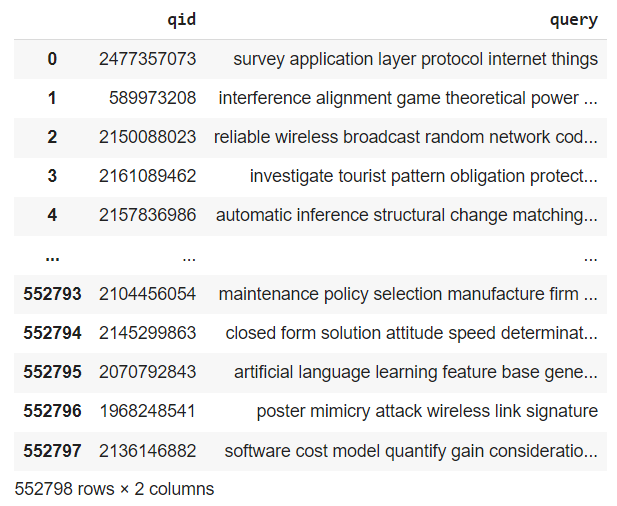 qid query
0 2477357073 survey application layer protocol internet things
1 589973208 interference alignment game theoretical power ...
2 2150088023 reliable wireless broadcast random network cod...
3 2161089462 investigate tourist pattern obligation protect...
4 2157836986 automatic inference structural change matching...
... ... ...
552793 2104456054 maintenance policy selection manufacture firm ...
552794 2145299863 closed form solution attitude speed determinat...
552795 2070792843 artificial language learning feature base gene...
552796 1968248541 poster mimicry attack wireless link signature
552797 2136146882 software cost model quantify gain consideratio...
552798 rows × 2 columns